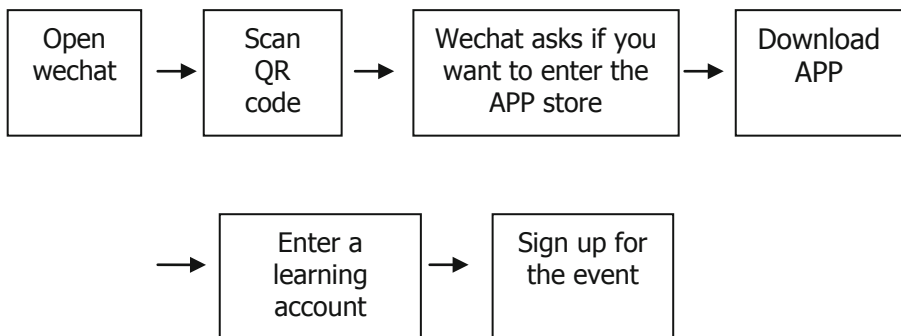 Open
wechat
Scan
QR
code
Wechat asks if you
want to enter the
APP store
Download
APP
Enter a
learning
account
Sign up for
the event